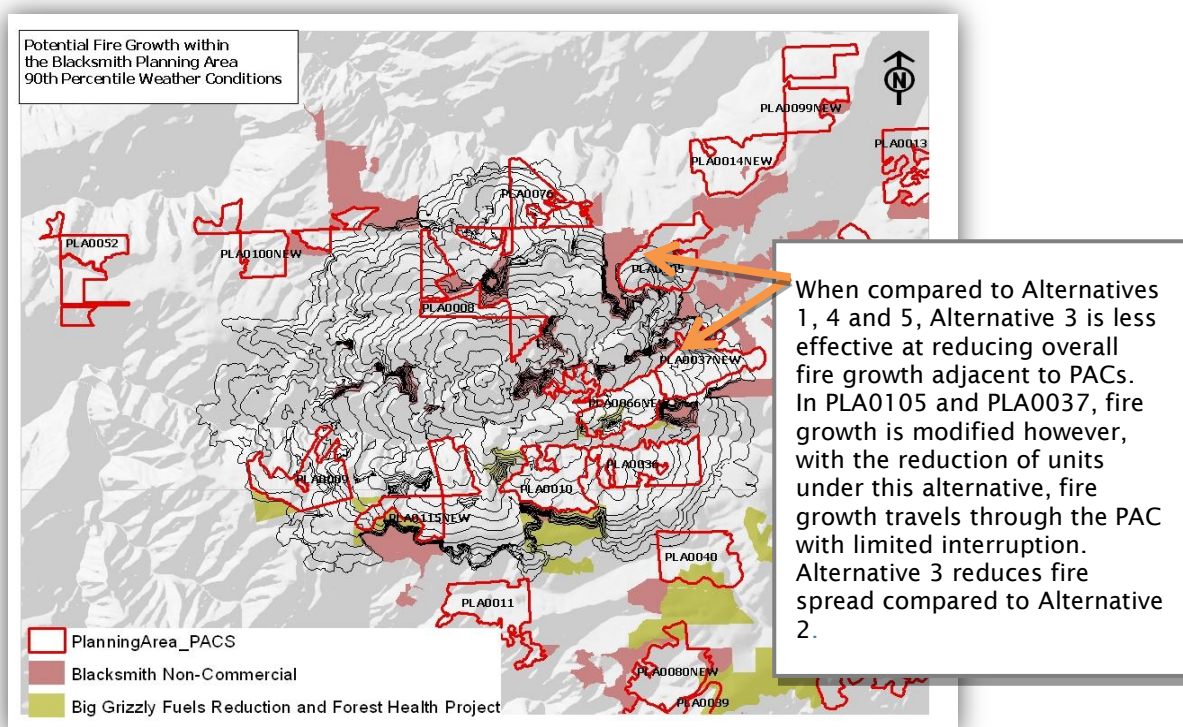 Potential Fire Growth within
the Blacksmith Planning Area
90th Percentile Weather Conditions
N
PLA0099NEW
PLA0013
PLA0014NEW
PLA0076
PLA0052
PLA0100NEW
PLA0008
PLA0037NEW
PLA0066NEW
PLA0009
PLA0036
PLA0010
PLA0115NEW
PLA0040
PLA0011
PLA0080NEW
PLA0039
When compared to Alternatives
1, 4 and 5, Alternative 3 is less
effective at reducing overall
fire growth adjacent to PACs.
In PLA0105 and PLA0037, fire
growth is modified however,
with the reduction of units
under this alternative, fire
growth travels through the PAC
with limited interruption.
Alternative 3 reduces fire
spread compared to Alternative
2.
PlanningArea_PACS
Blacksmith Non-Commercial
Big Grizzly Fuels Reduction and Forest Health Project